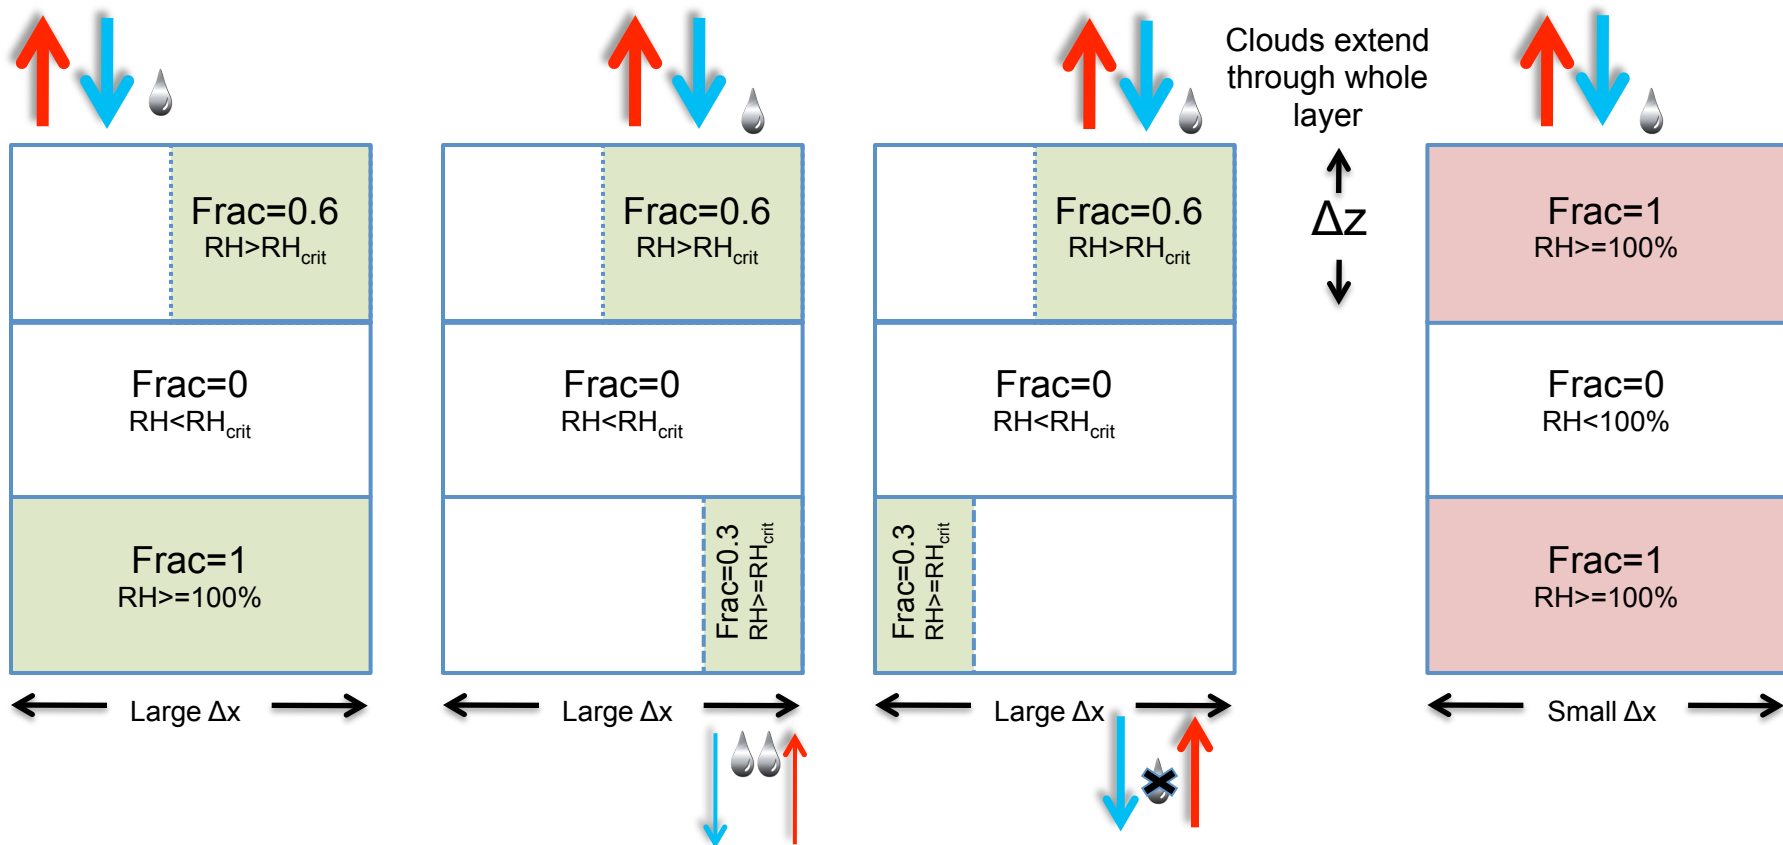 Clouds extend
through whole
layer
Frac=0.6
RH>RHcrit
Frac=0
RH<RHcrit
Frac=1
RH>=100%
Large Δx
Frac=0.6
RH>RHcrit
Frac=0
RH<RHcrit
Frac=0.3
RH>=RHcrit
Large Δx
Frac=0.6
RH>RHcrit
Frac=0
RH<RHcrit
Frac=0.3
RH>=RHcrit
Large Δx
Δz
Frac=1
RH>=100%
Frac=0
RH<100%
Frac=1
RH>=100%
Small Δx